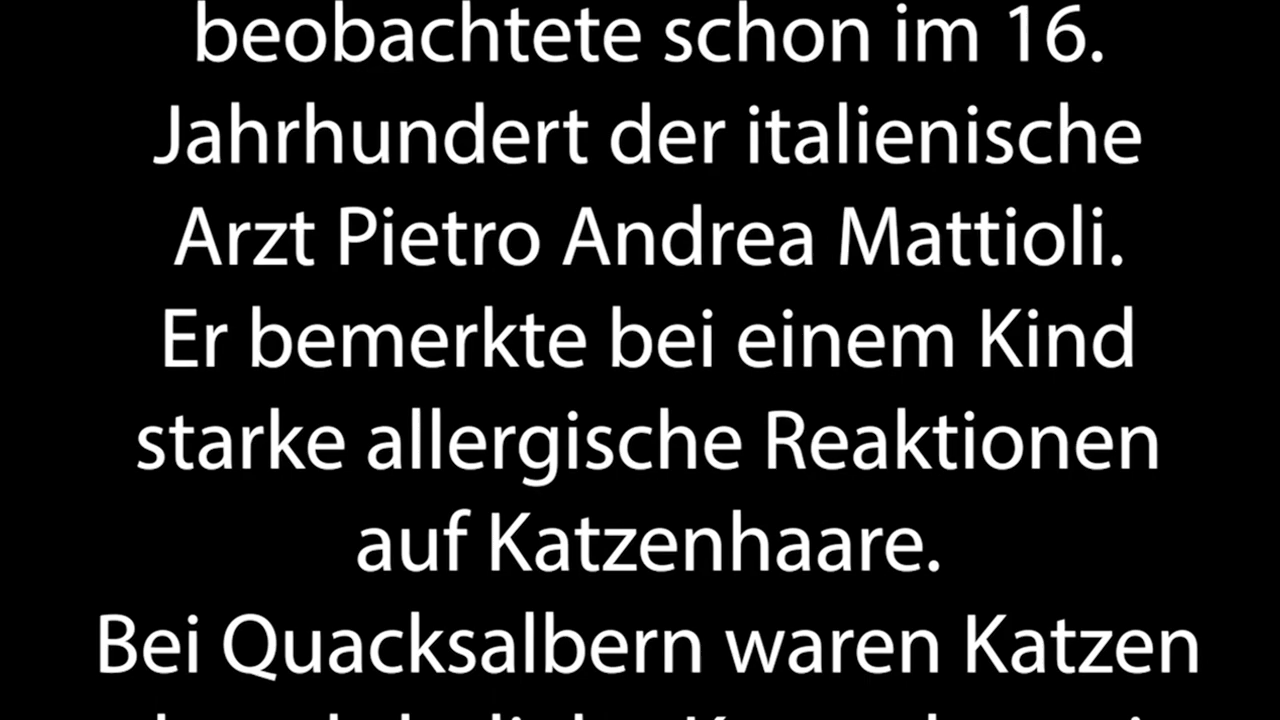 beobachtete schon im 16.
Jahrhundert der italienische
Arzt Pietro Andrea Mattioli.
Er bemerkte bei einem Kind
starke allergische Reaktionen
auf Katzenhaare.
Bei Quacksalbern waren Katzen